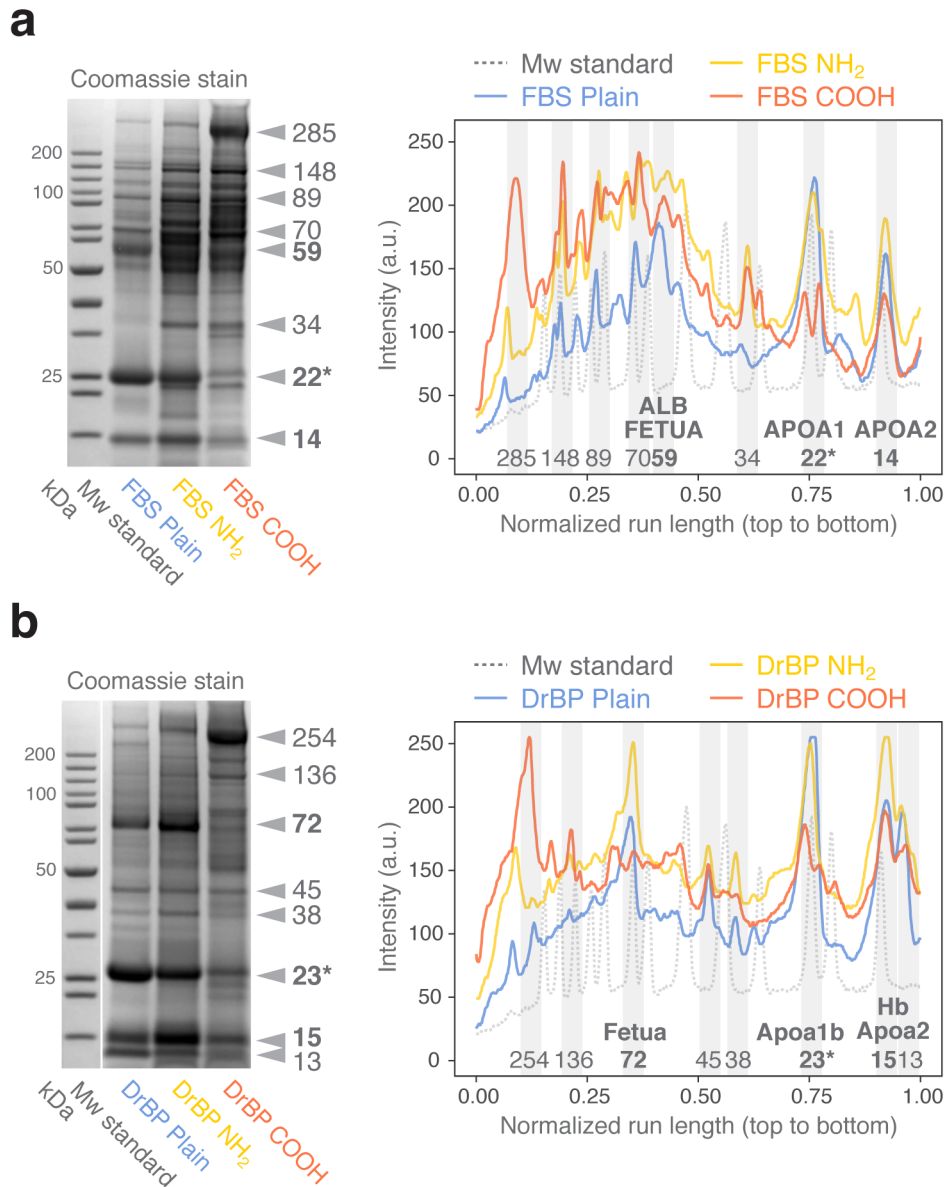 a
Coomassie stain
200
100
50
25
285
148
89
70
59
34
22*
14
kDa
Mw standard
FBS Plain
FBS NH2
FBS COOH
Mw standard
FBS NH2
FBS Plain
FBS COOH
Intensity (a.u.)
250
200
150
100
50
0
ALB
FETUA APOA1 APOA2
285 148 89 70 59 34 22* 14
0.00 0.25 0.50 0.75 1.00
Normalized run length (top to bottom)
b
Coomassie stain
200
100
50
25
254
136
72
45
38
23*
15
13
kDa
Mw standard
DrBP Plain
DrBP NH2
DrBP COOH
Mw standard
DrBP NH2
DrBP Plain
DrBP COOH
Intensity (a.u.)
250
200
150
100
50
0
Hb
Fetua Apoa1b Apoa2
254 136 72 45 38 23* 15 13
0.00 0.25 0.50 0.75 1.00
Normalized run length (top to bottom)